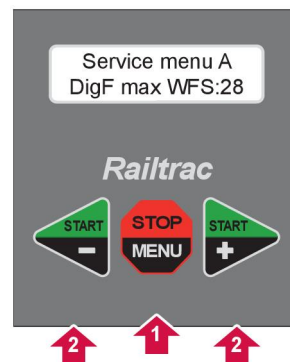 Service menu A
DigF max WFS:28
Railtrac
START
-
STOP
MENU
START
+
2
1
2